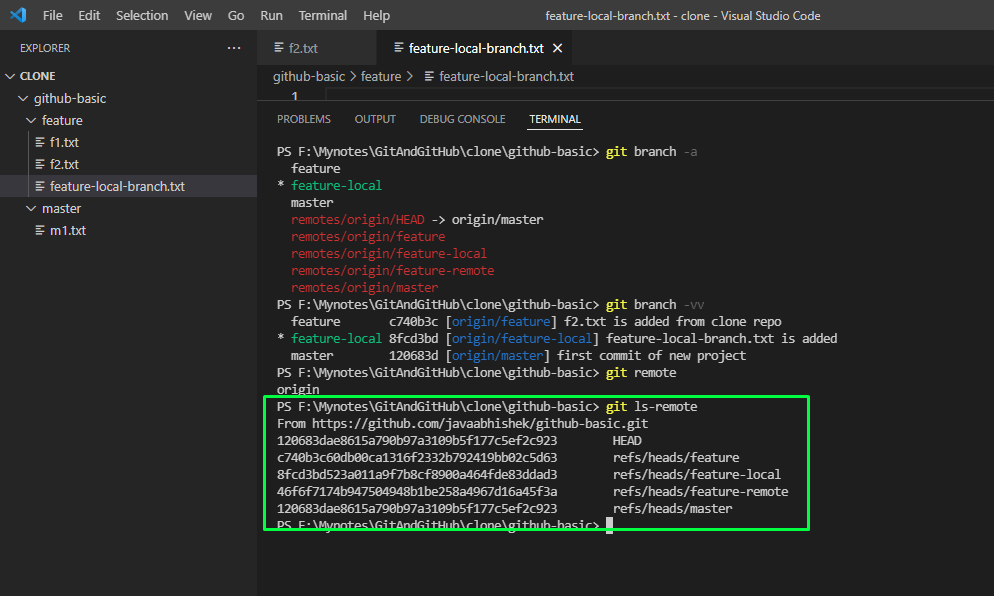 File Edit Selection View Go Run Terminal Help feature-local-branch.txt - clone - Visual Studio Code
EXPLORER ...
CLONE
github-basic
feature
f1.txt
f2.txt
feature-local-branch.txt
master
m1.txt
f2.txt feature-local-branch.txt
github-basic > feature > feature-local-branch.txt
1
PROBLEMS OUTPUT DEBUG CONSOLE TERMINAL
PS F:\Mynotes\GitAndGitHub\clone\github-basic> git branch -a
feature
* feature-local
master
remotes/origin/HEAD -> origin/master
remotes/origin/feature
remotes/origin/feature-local
remotes/origin/feature-remote
remotes/origin/master
PS F:\Mynotes\GitAndGitHub\clone\github-basic> git branch -vv
feature c740b3c [origin/feature] f2.txt is added from clone repo
* feature-local 8fcd3bd [origin/feature-local] feature-local-branch.txt is added
master 120683d [origin/master] first commit of new project
PS F:\Mynotes\GitAndGitHub\clone\github-basic> git remote
origin
PS F:\Mynotes\GitAndGitHub\clone\github-basic> git ls-remote
From https://github.com/javaabhishek/github-basic.git
120683dae8615a790b97a3109b5f177c5ef2c923 HEAD
c740b3c60db00ca1316f2332b792419bb02c5d63 refs/heads/feature
8fcd3bd523a011a9f7b8cf8900a464fde83ddad3 refs/heads/feature-local
46f6f7174b947504948b1be258a4967d16a45f3a refs/heads/feature-remote
120683dae8615a790b97a3109b5f177c5ef2c923 refs/heads/master
PS F:\Mynotes\GitAndGitHub\clone\github-basic>